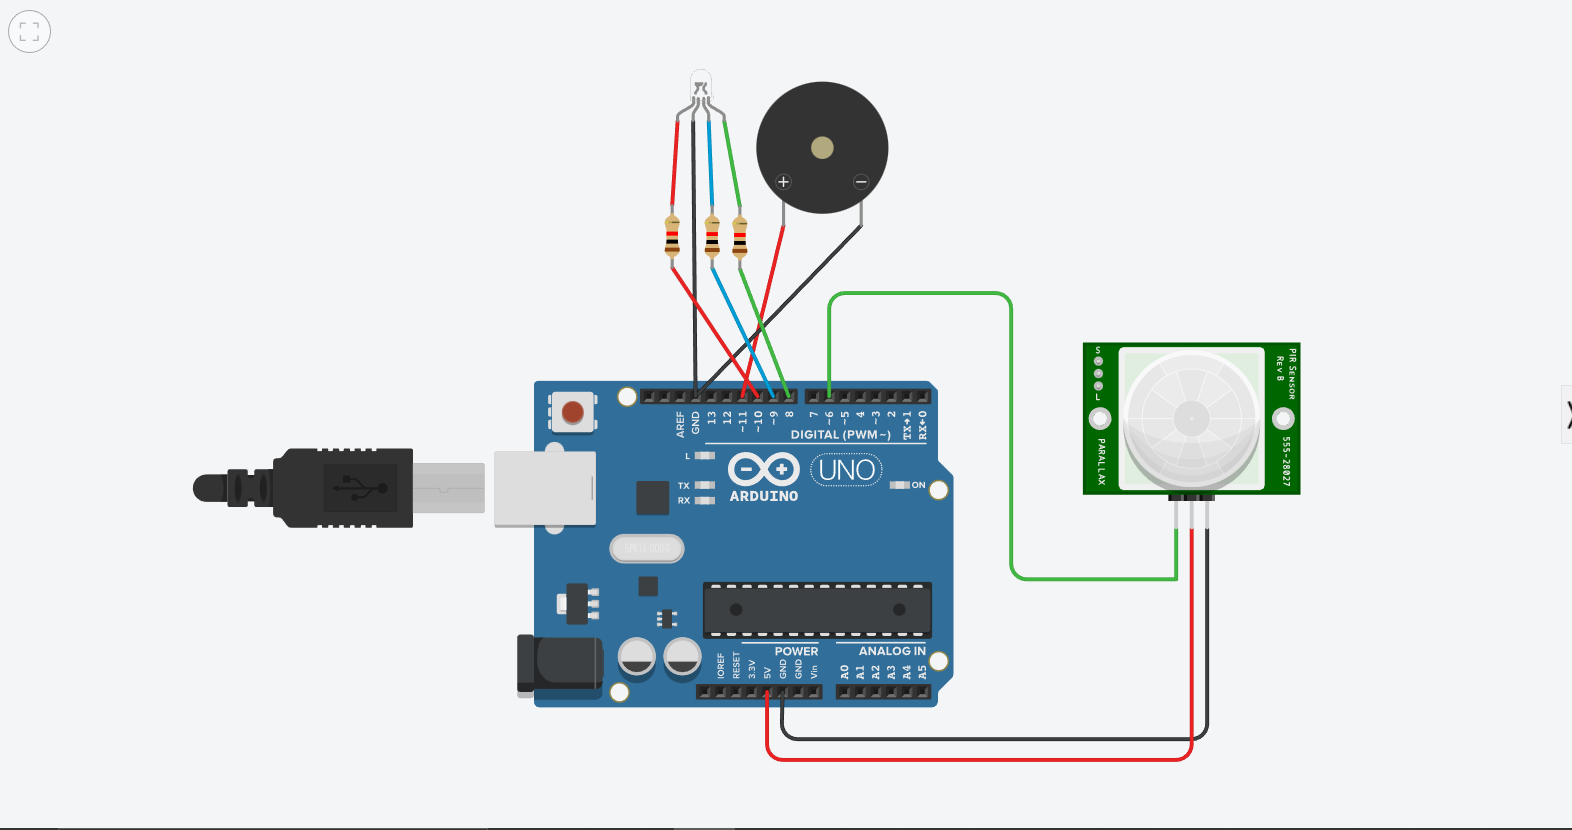 + −
AREF
GND
13
12
~11
~10
~9
8
7
~6
~5
4
~3
2
TX→1
RX←0
DIGITAL (PWM~)
L
TX
RX
UNO
ARDUINO
ON
IOREF
RESET
3.3V
5V
GND
GND
Vin
POWER
ANALOG IN
A0
A1
A2
A3
A4
A5
S
L
PARALLAX
PIR SENSOR
REV B
555-28027